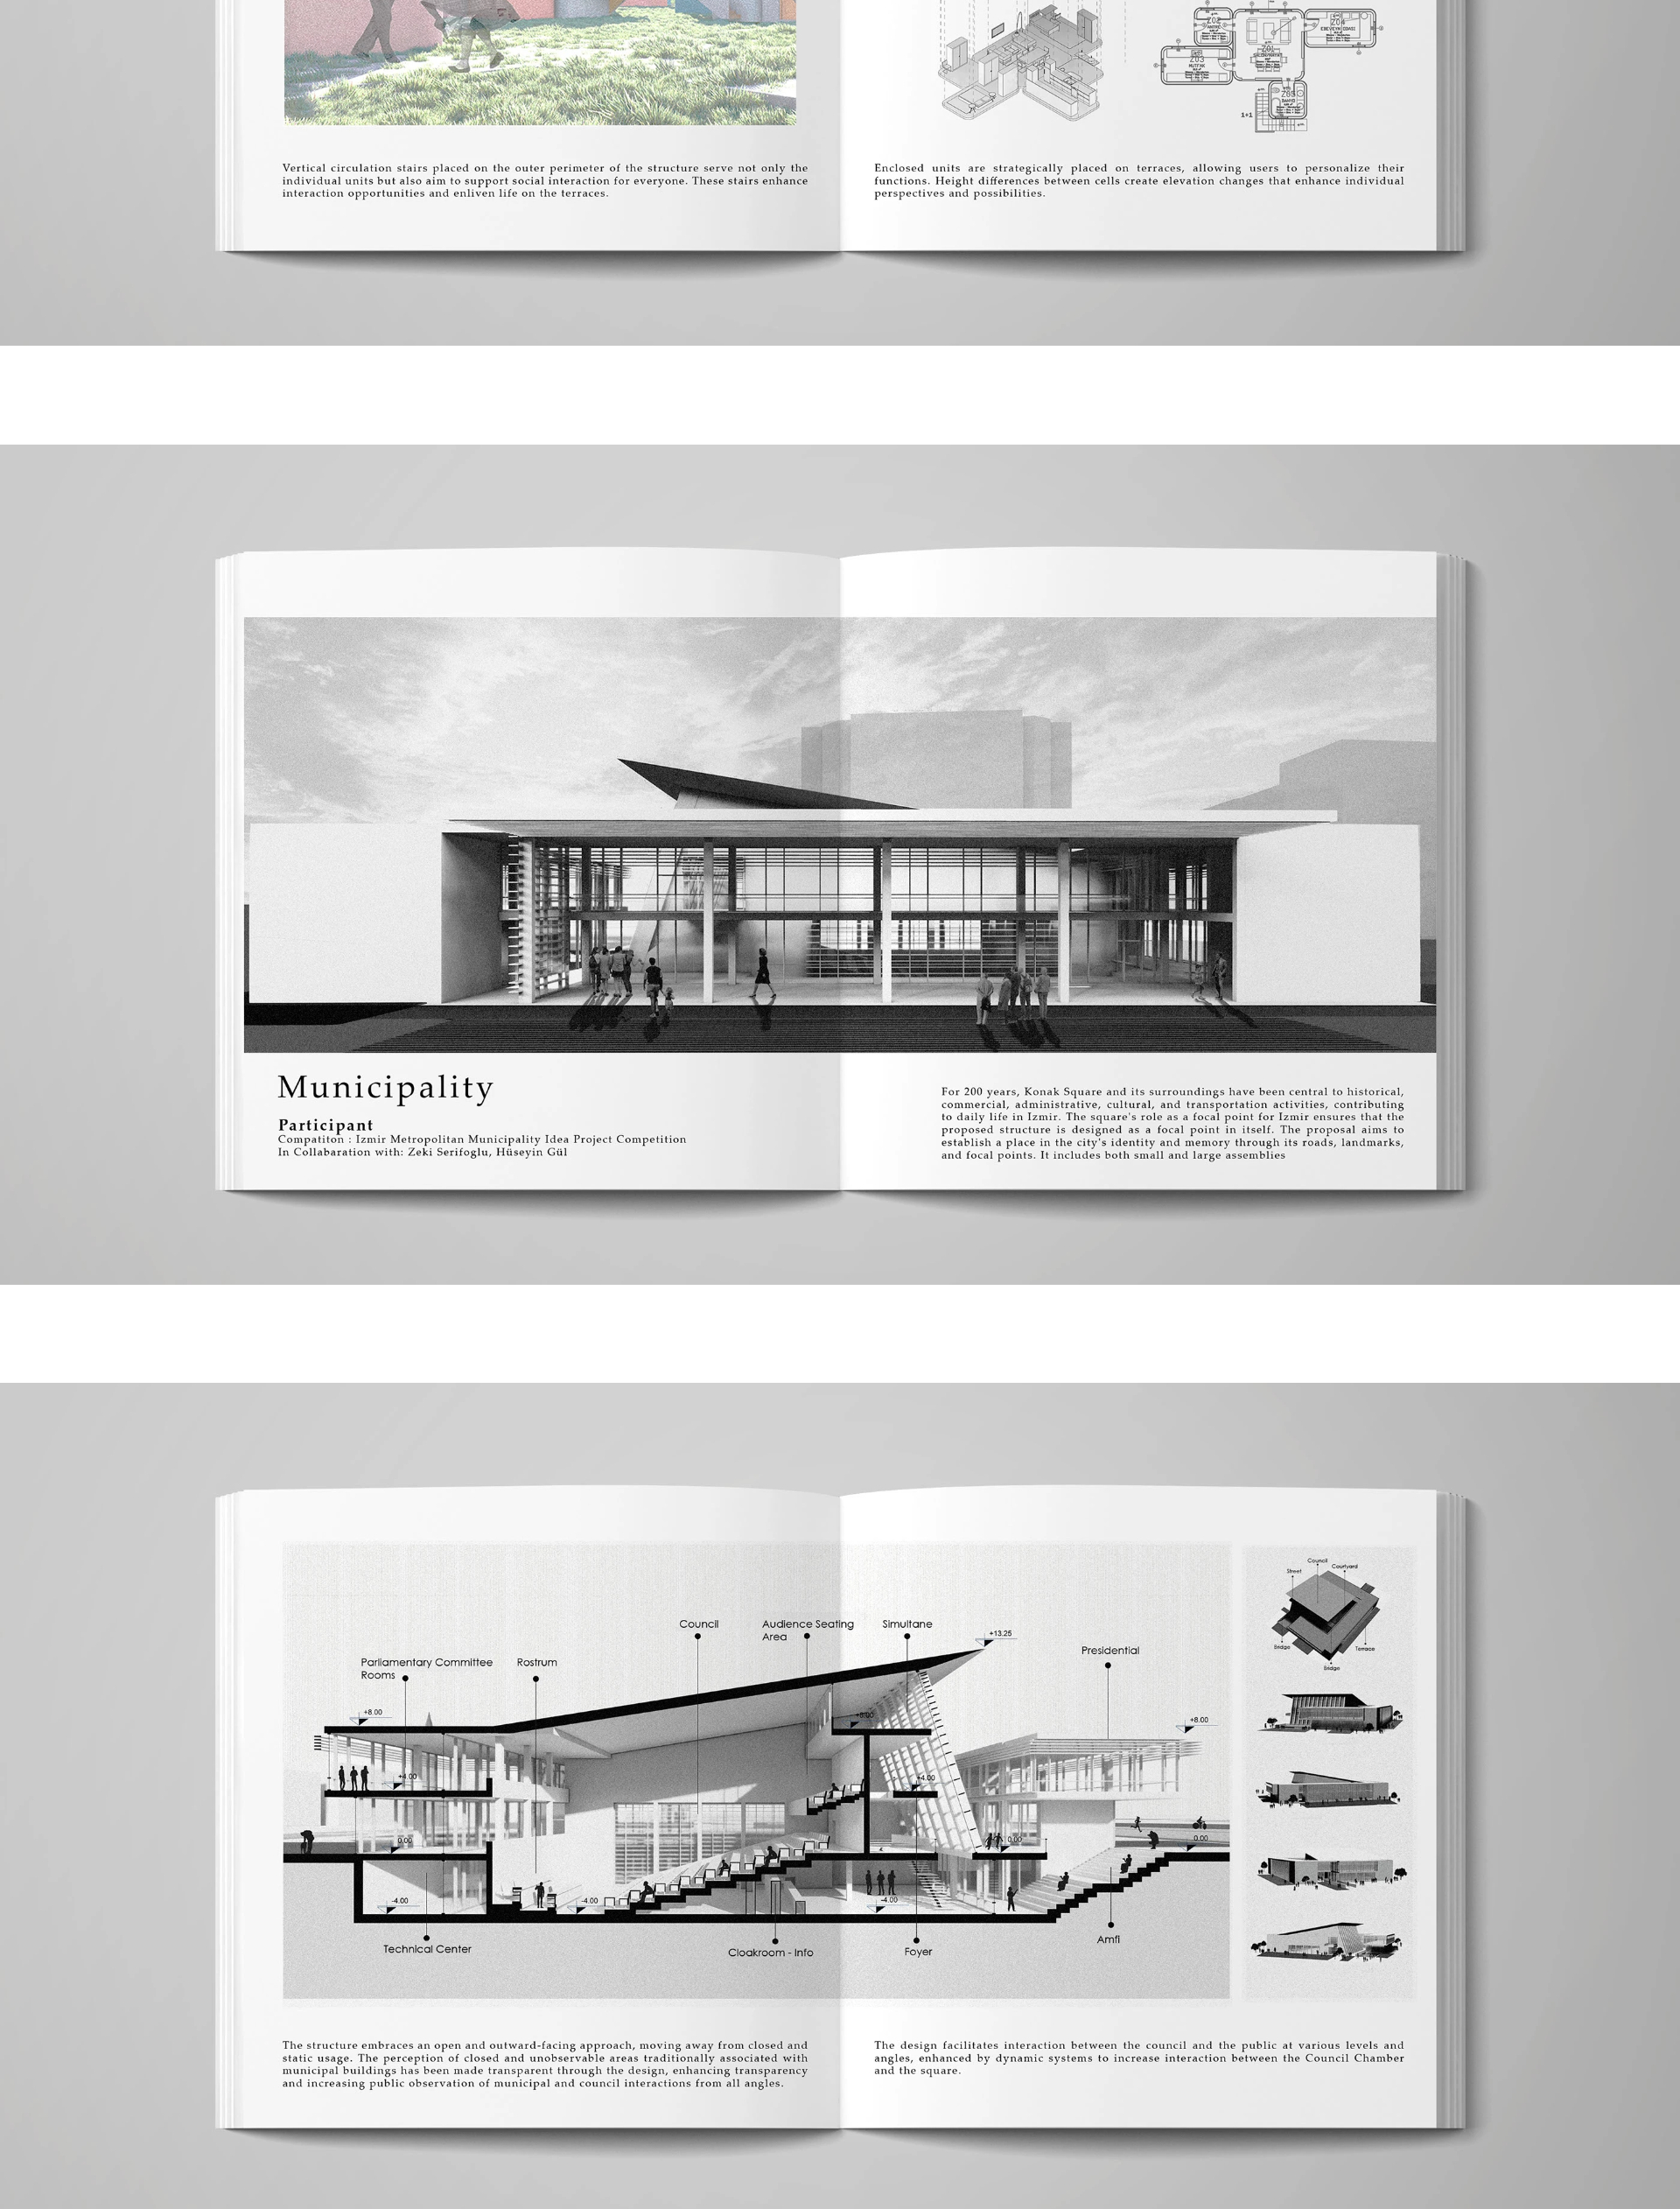 Z02
Z04
EBEVEYN ODASI
Z01
Z03
MUTFAK
Z05
BANYO
1+1
Vertical circulation stairs placed on the outer perimeter of the structure serve not only the
individual units but also aim to support social interaction for everyone. These stairs enhance
interaction opportunities and enliven life on the terraces.
Enclosed units are strategically placed on terraces, allowing users to personalize their
functions. Height differences between cells create elevation changes that enhance individual
perspectives and possibilities.
Municipality
Participant
Compatiton : Izmir Metropolitan Municipality Idea Project Competition
In Collabaration with: Zeki Serifoglu, Hüseyin Gül
For 200 years, Konak Square and its surroundings have been central to historical,
commercial, administrative, cultural, and transportation activities, contributing
to daily life in Izmir. The square's role as a focal point for Izmir ensures that the
proposed structure is designed as a focal point in itself. The proposal aims to
establish a place in the city's identity and memory through its roads, landmarks,
and focal points. It includes both small and large assemblies
Council
Audience Seating
Area
Simultane
+13.25
Presidential
Parliamentary Committee
Rooms
Rostrum
+8.00
+8.00
+8.00
+4.00
+4.00
0.00
0.00
0.00
-4.00
-4.00
-4.00
Technical Center
Cloakroom - Info
Foyer
Amfi
Council
Courtyard
Street
Bridge
Terrace
Bridge
The structure embraces an open and outward-facing approach, moving away from closed and
static usage. The perception of closed and unobservable areas traditionally associated with
municipal buildings has been made transparent through the design, enhancing transparency
and increasing public observation of municipal and council interactions from all angles.
The design facilitates interaction between the council and the public at various levels and
angles, enhanced by dynamic systems to increase interaction between the Council Chamber
and the square.